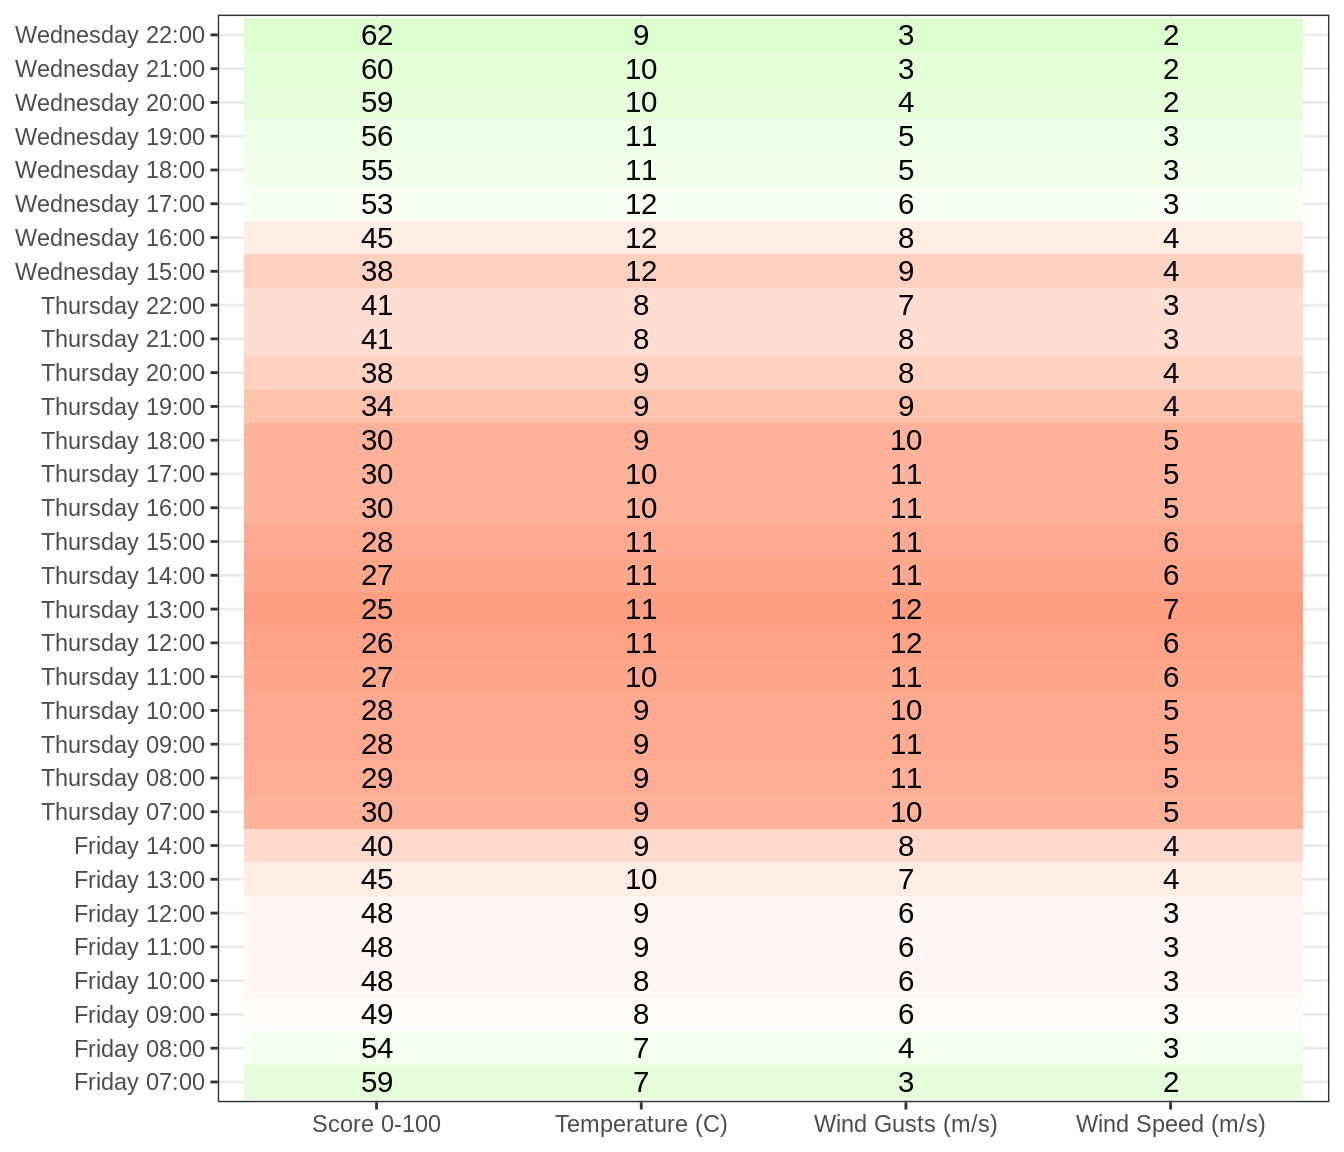 Wednesday 22:00 62 9 3 2
Wednesday 21:00 60 10 3 2
Wednesday 20:00 59 10 4 2
Wednesday 19:00 56 11 5 3
Wednesday 18:00 55 11 5 3
Wednesday 17:00 53 12 6 3
Wednesday 16:00 45 12 8 4
Wednesday 15:00 38 12 9 4
Thursday 22:00 41 8 7 3
Thursday 21:00 41 8 8 3
Thursday 20:00 38 9 8 4
Thursday 19:00 34 9 9 4
Thursday 18:00 30 9 10 5
Thursday 17:00 30 10 11 5
Thursday 16:00 30 10 11 5
Thursday 15:00 28 11 11 6
Thursday 14:00 27 11 11 6
Thursday 13:00 25 11 12 7
Thursday 12:00 26 11 12 6
Thursday 11:00 27 10 11 6
Thursday 10:00 28 9 10 5
Thursday 09:00 28 9 11 5
Thursday 08:00 29 9 11 5
Thursday 07:00 30 9 10 5
Friday 14:00 40 9 8 4
Friday 13:00 45 10 7 4
Friday 12:00 48 9 6 3
Friday 11:00 48 9 6 3
Friday 10:00 48 8 6 3
Friday 09:00 49 8 6 3
Friday 08:00 54 7 4 3
Friday 07:00 59 7 3 2
Score 0-100 Temperature (C) Wind Gusts (m/s) Wind Speed (m/s)